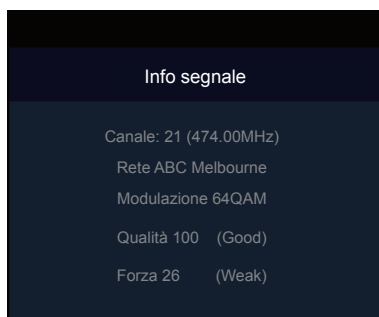 Info segnale
Canale: 21 (474.00MHz)
Rete ABC Melbourne
Modulazione 64QAM
Qualità 100 (Good)
Forza 26 (Weak)